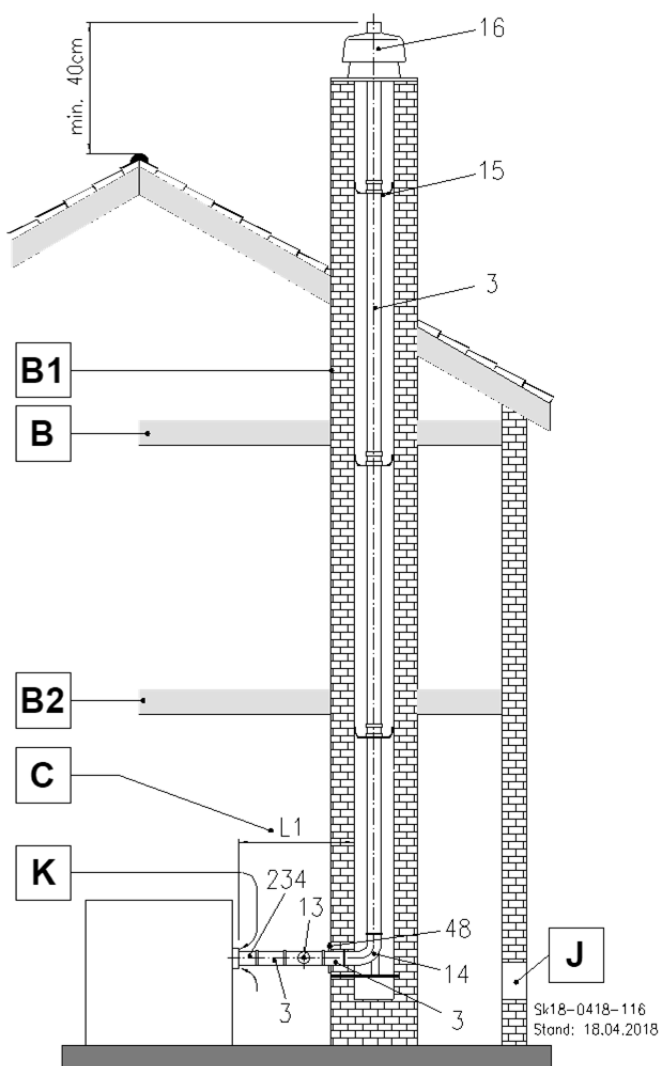 16
min. 40cm
15
3
B1
B
B2
C
L1
K
234
13
48
14
J
3
3
Sk18-0418-116
Stand: 18.04.2018